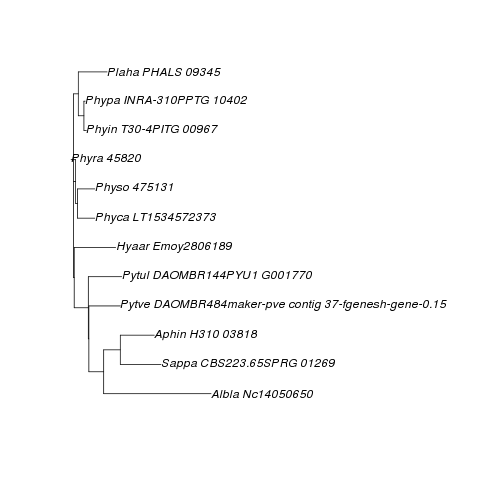 Plaha PHALS 09345
Phypa INRA-310PPTG 10402
Phyin T30-4PITG 00967
Phyra 45820
Physo 475131
Phyca LT1534572373
Hyaar Emoy2806189
Pytul DAOMBR144PYU1 G001770
Pytve DAOMBR484maker-pve contig 37-fgenesh-gene-0.15
Aphin H310 03818
Sappa CBS223.65SPRG 01269
Albla Nc14050650